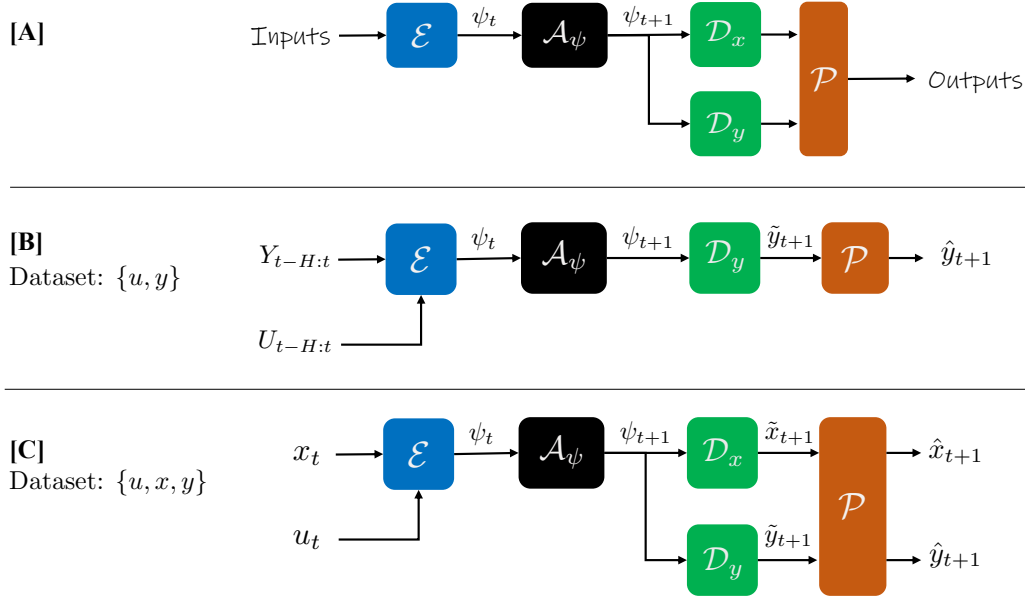 [A]
Inputs
ℰ
ψ_t
𝒜_ψ
ψ_{t+1}
𝒟_x
𝒟_y
𝒫
Outputs
[B]
Dataset: {u, y}
Y_{t−H:t}
U_{t−H:t}
ℰ
ψ_t
𝒜_ψ
ψ_{t+1}
𝒟_y
ỹ_{t+1}
𝒫
ŷ_{t+1}
[C]
Dataset: {u, x, y}
x_t
u_t
ℰ
ψ_t
𝒜_ψ
ψ_{t+1}
𝒟_x
x̃_{t+1}
𝒟_y
ỹ_{t+1}
𝒫
x̂_{t+1}
ŷ_{t+1}